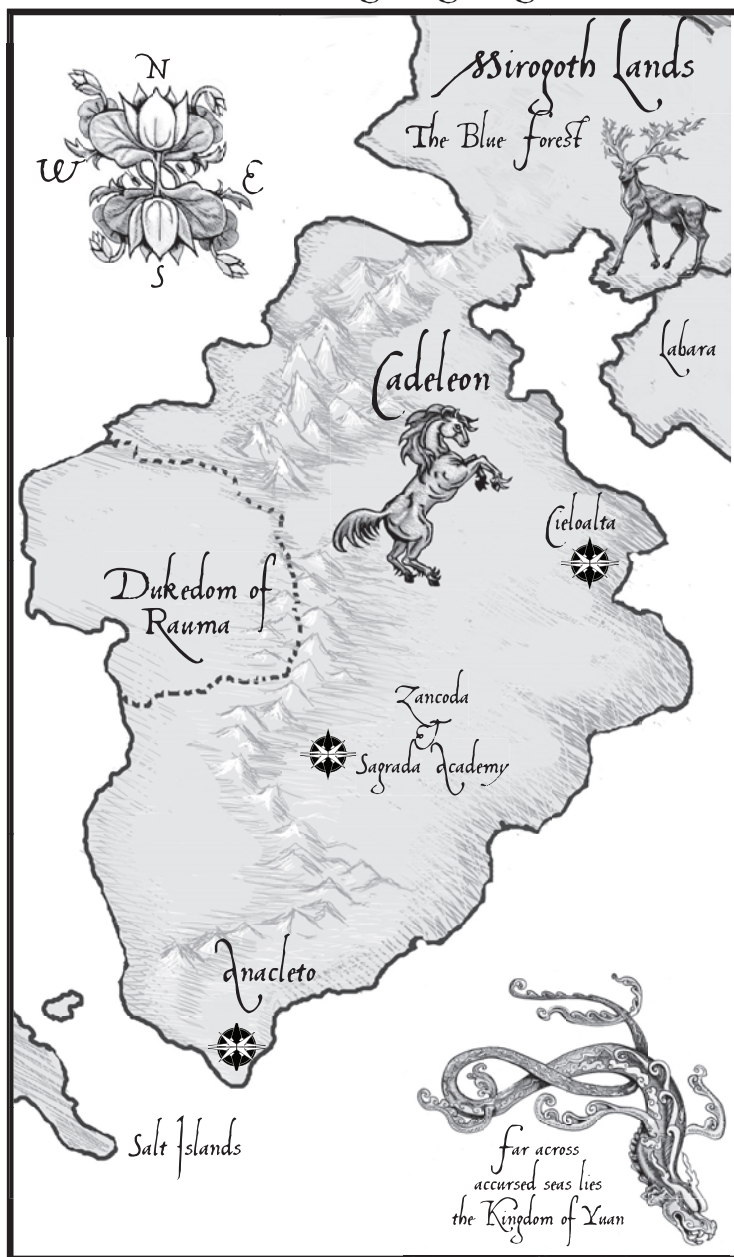 N
W
E
S
Mirogoth Lands
The Blue Forest
Labara
Cadeleon
Cieloalta
Dukedom of
Rauma
Zancoda
&
Sagrada Academy
Anacleto
Salt Islands
Far across
accursed seas lies
the Kingdom of Yuan